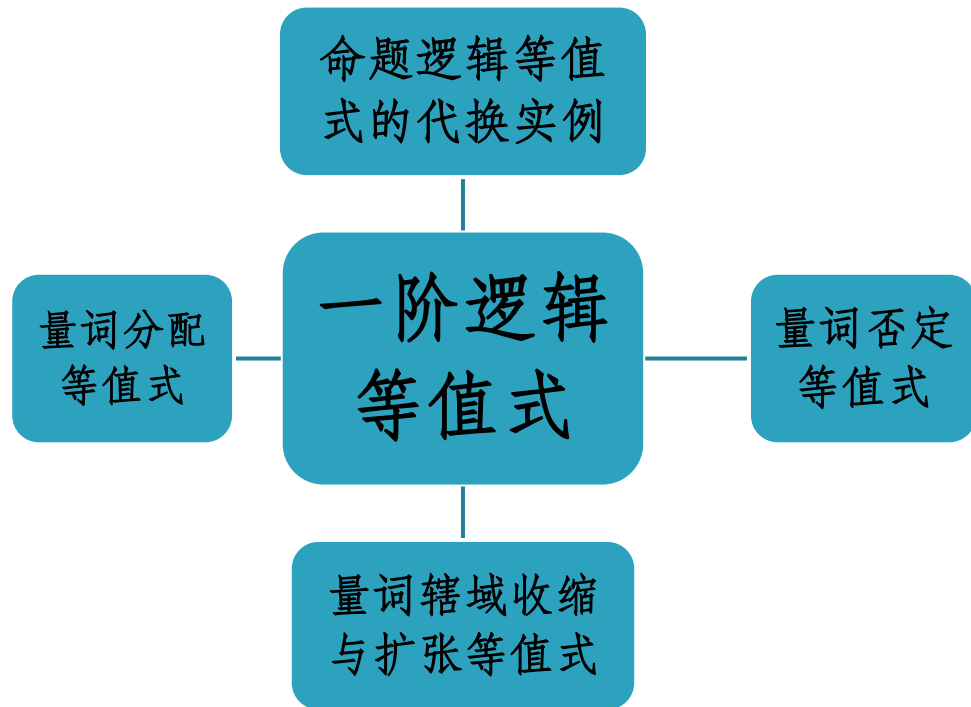 命题逻辑等值
式的代换实例
一阶逻辑
等值式
量词分配
等值式
量词否定
等值式
量词辖域收缩
与扩张等值式